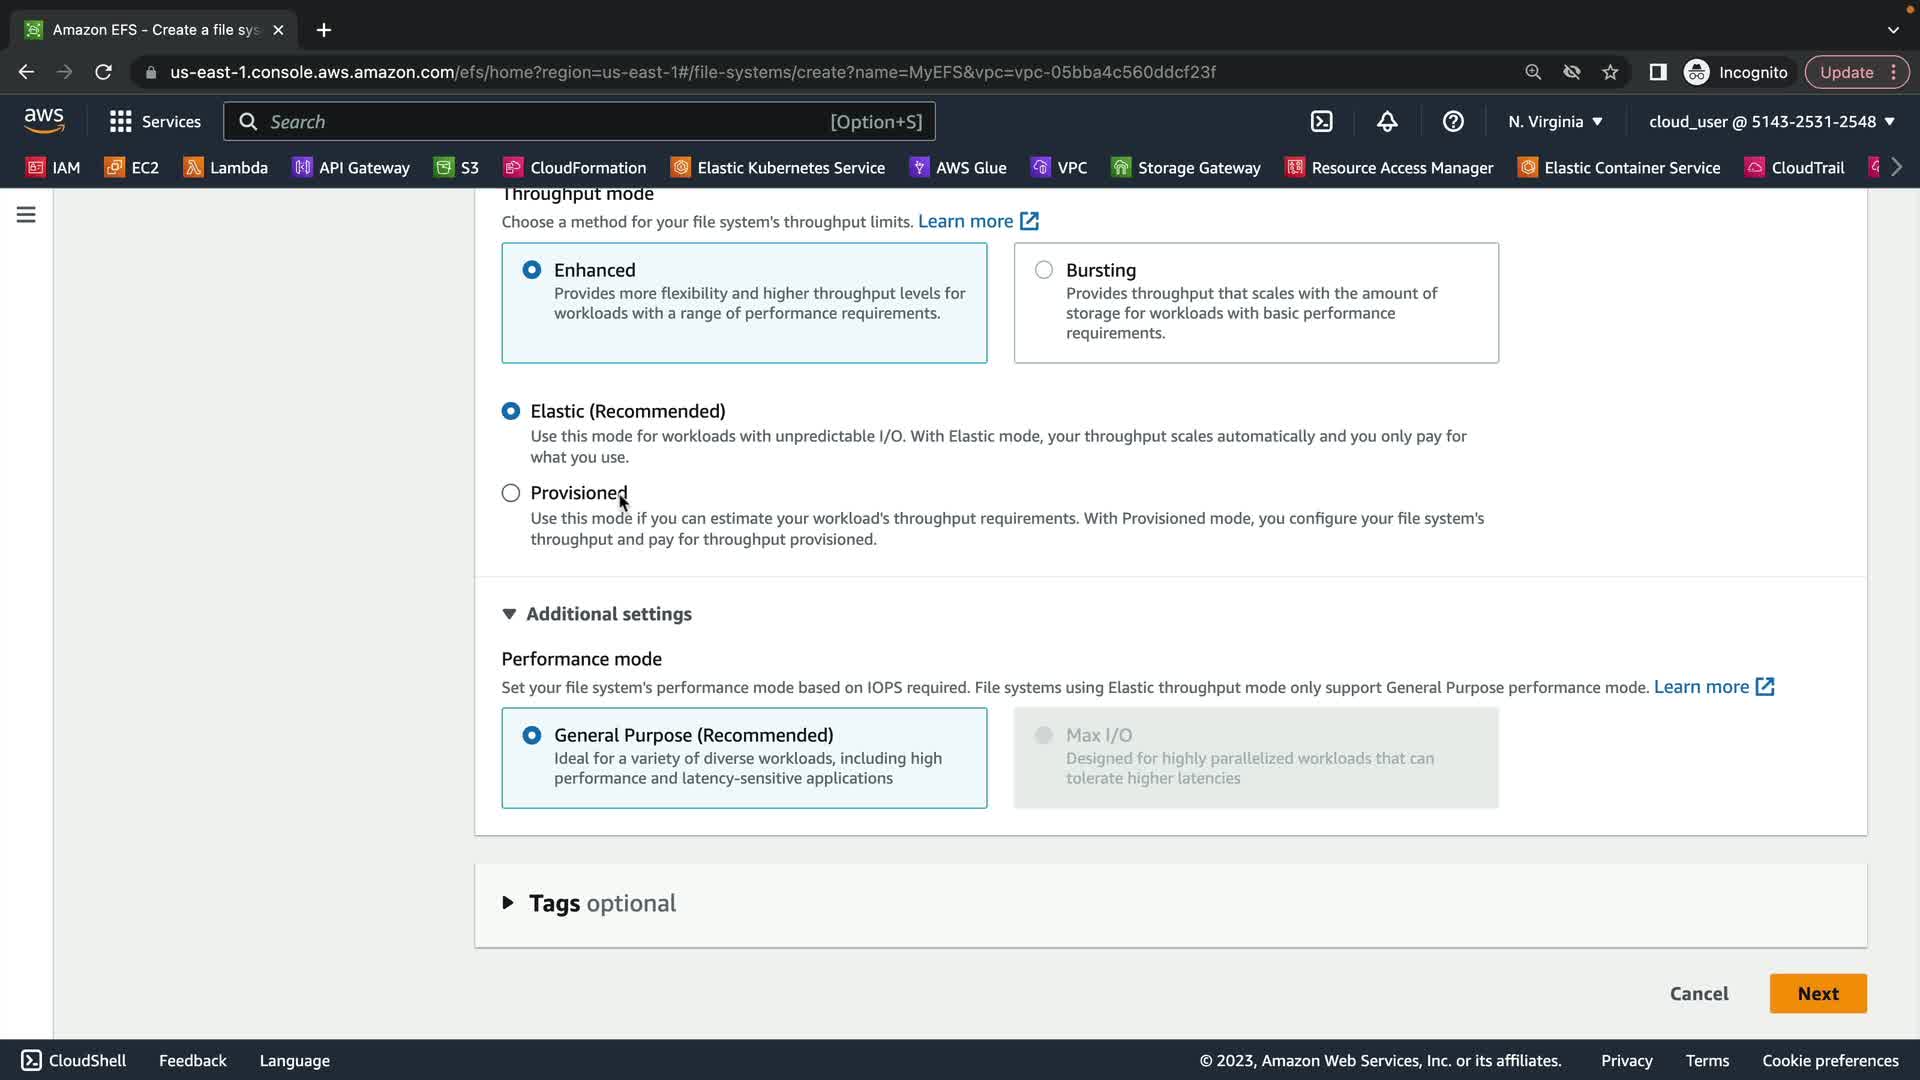 Amazon EFS - Create a file sys
us-east-1.console.aws.amazon.com/efs/home?region=us-east-1#/file-systems/create?name=MyEFS&vpc=vpc-05bba4c560ddcf23f
Incognito
Update
aws
Services
Search
[Option+S]
N. Virginia
cloud_user @ 5143-2531-2548
IAM
EC2
Lambda
API Gateway
S3
CloudFormation
Elastic Kubernetes Service
AWS Glue
VPC
Storage Gateway
Resource Access Manager
Elastic Container Service
CloudTrail
Throughput mode
Choose a method for your file system's throughput limits. Learn more
Enhanced
Provides more flexibility and higher throughput levels for
workloads with a range of performance requirements.
Bursting
Provides throughput that scales with the amount of
storage for workloads with basic performance
requirements.
Elastic (Recommended)
Use this mode for workloads with unpredictable I/O. With Elastic mode, your throughput scales automatically and you only pay for
what you use.
Provisioned
Use this mode if you can estimate your workload's throughput requirements. With Provisioned mode, you configure your file system's
throughput and pay for throughput provisioned.
Additional settings
Performance mode
Set your file system's performance mode based on IOPS required. File systems using Elastic throughput mode only support General Purpose performance mode. Learn more
General Purpose (Recommended)
Ideal for a variety of diverse workloads, including high
performance and latency-sensitive applications
Max I/O
Designed for highly parallelized workloads that can
tolerate higher latencies
Tags optional
Cancel
Next
CloudShell
Feedback
Language
© 2023, Amazon Web Services, Inc. or its affiliates.
Privacy
Terms
Cookie preferences